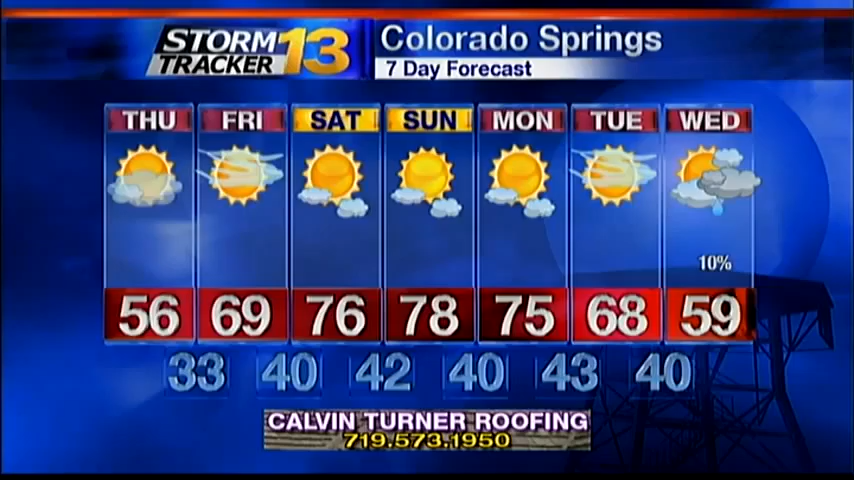 STORM TRACKER 13
Colorado Springs
7 Day Forecast
THU FRI SAT SUN MON TUE WED
10%
56 69 76 78 75 68 59
33 40 42 40 43 40
CALVIN TURNER ROOFING
719.573.1950